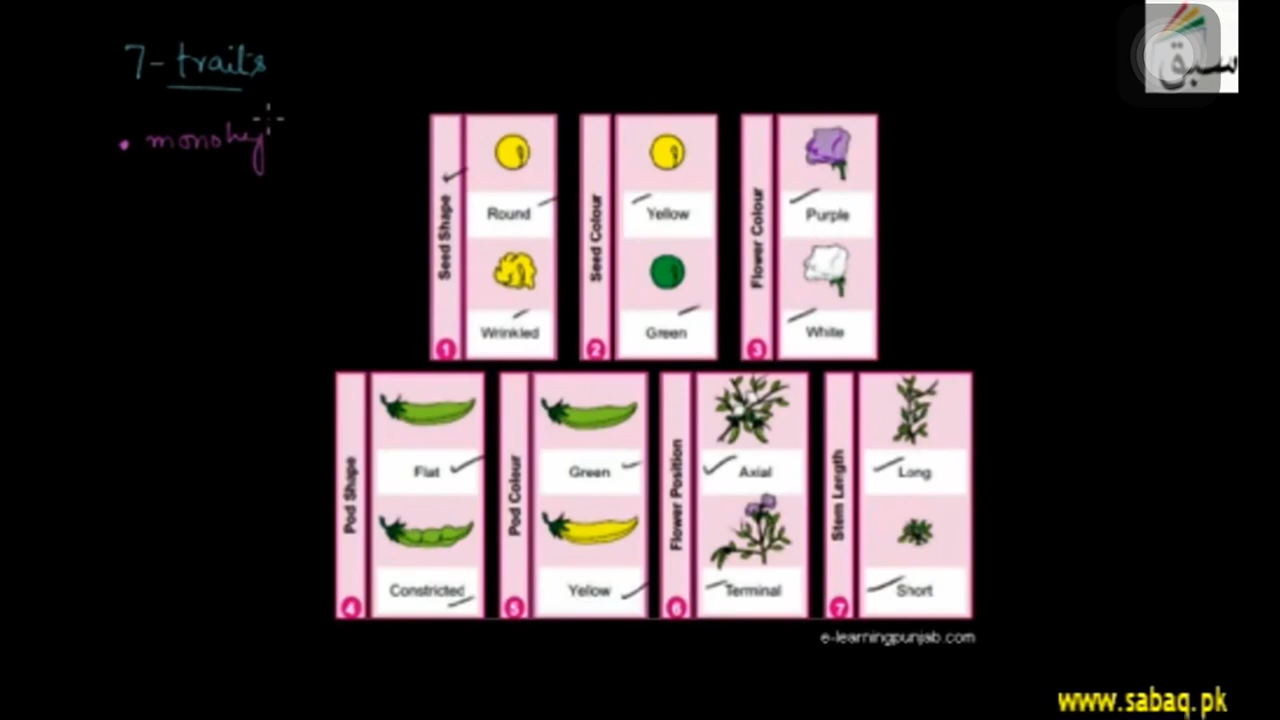 7 - traits
• monohy
سبق
Seed Shape
Round
Wrinkled
1
Seed Colour
Yellow
Green
2
Flower Colour
Purple
White
3
Pod Shape
Flat
Constricted
4
Pod Colour
Green
Yellow
5
Flower Position
Axial
Terminal
6
Stem Length
Long
Short
7
e-learningpunjab.com
www.sabaq.pk